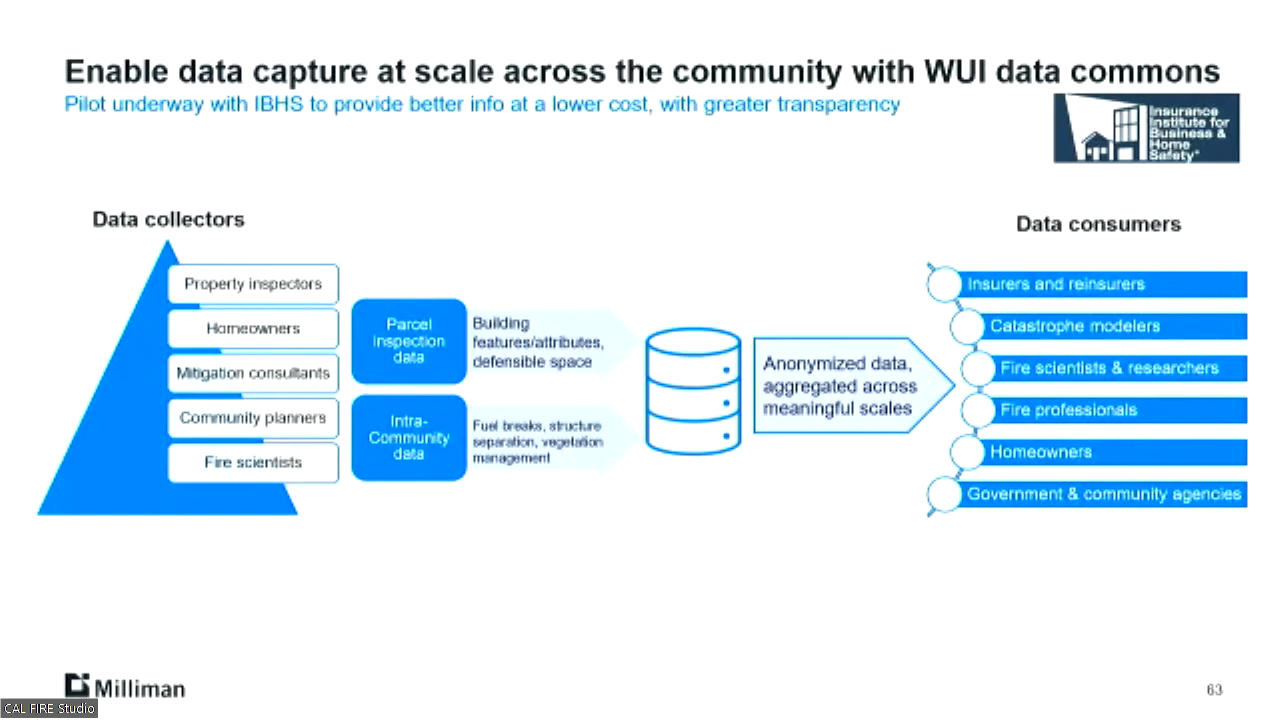 Enable data capture at scale across the community with WUI data commons
Pilot underway with IBHS to provide better info at a lower cost, with greater transparency
Insurance
Institute for
Business &
Home
Safety®
Data collectors
Property inspectors
Homeowners
Mitigation consultants
Community planners
Fire scientists
Parcel
inspection
data
Building
features/attributes,
defensible space
Intra-
Community
data
Fuel breaks, structure
separation, vegetation
management
Anonymized data,
aggregated across
meaningful scales
Data consumers
Insurers and reinsurers
Catastrophe modelers
Fire scientists & researchers
Fire professionals
Homeowners
Government & community agencies
Milliman
63
CAL FIRE Studio